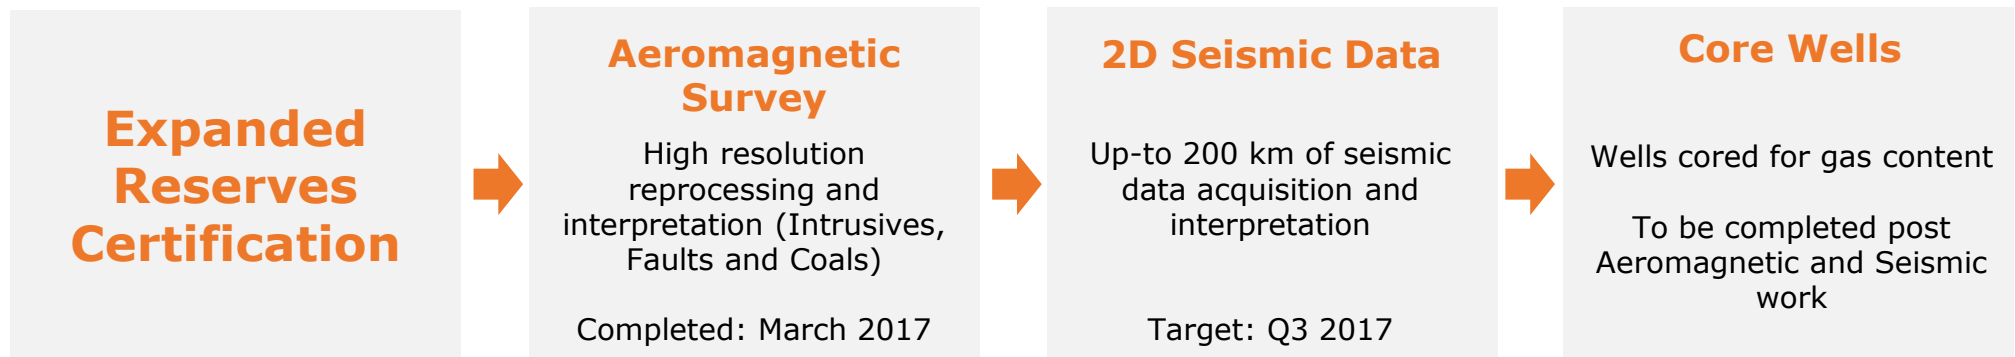 Expanded
Reserves
Certification
Aeromagnetic
Survey
High resolution
reprocessing and
interpretation (Intrusives,
Faults and Coals)
Completed: March 2017
2D Seismic Data
Up-to 200 km of seismic
data acquisition and
interpretation
Target: Q3 2017
Core Wells
Wells cored for gas content
To be completed post
Aeromagnetic and Seismic
work